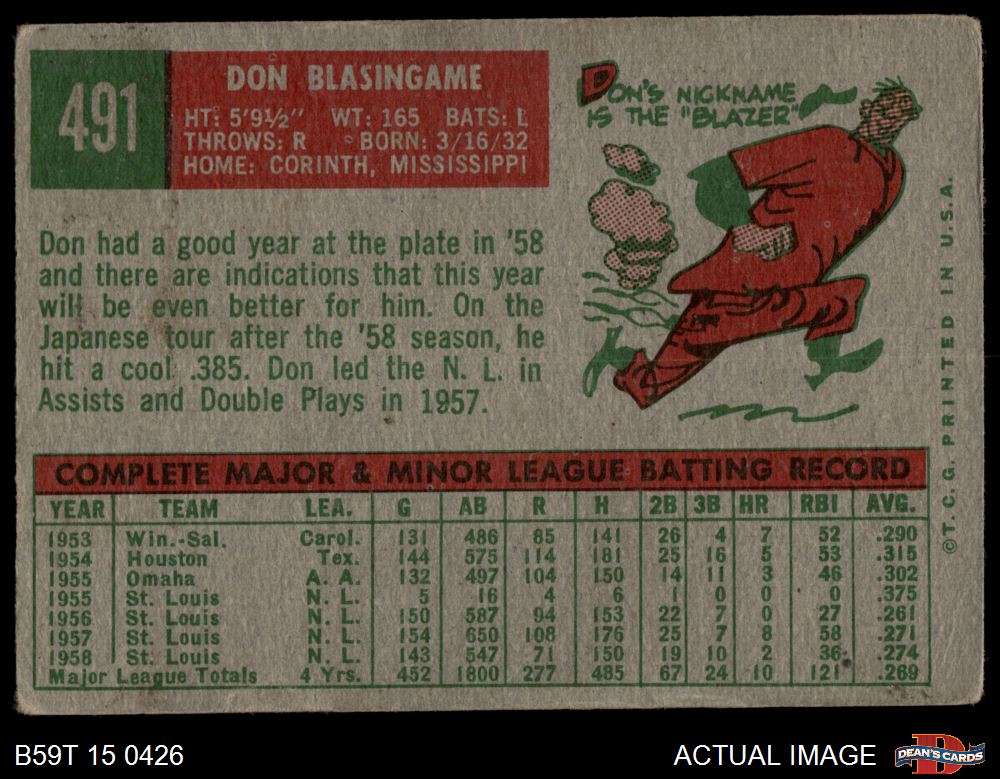 491
DON BLASINGAME
HT: 5'9½" WT: 165 BATS: L
THROWS: R BORN: 3/16/32
HOME: CORINTH, MISSISSIPPI
DON'S NICKNAME
IS THE "BLAZER"
Don had a good year at the plate in '58
and there are indications that this year
will be even better for him. On the
Japanese tour after the '58 season, he
hit a cool .385. Don led the N. L. in
Assists and Double Plays in 1957.
COMPLETE MAJOR & MINOR LEAGUE BATTING RECORD
YEAR TEAM LEA. G AB R H 2B 3B HR RBI AVG.
1953 Win.-Sal. Carol. 131 486 85 141 26 4 7 52 .290
1954 Houston Tex. 144 575 114 181 25 16 5 53 .315
1955 Omaha A. A. 132 497 104 150 14 11 3 46 .302
1955 St. Louis N. L. 5 16 4 6 1 0 0 0 .375
1956 St. Louis N. L. 150 587 94 153 22 7 0 27 .261
1957 St. Louis N. L. 154 650 108 176 25 7 8 58 .271
1958 St. Louis N. L. 143 547 71 150 19 10 2 36 .274
Major League Totals 4 Yrs. 452 1800 277 485 67 24 10 121 .269
© T. C. G. PRINTED IN U. S. A.
B59T 15 0426
ACTUAL IMAGE
DEAN'S CARDS